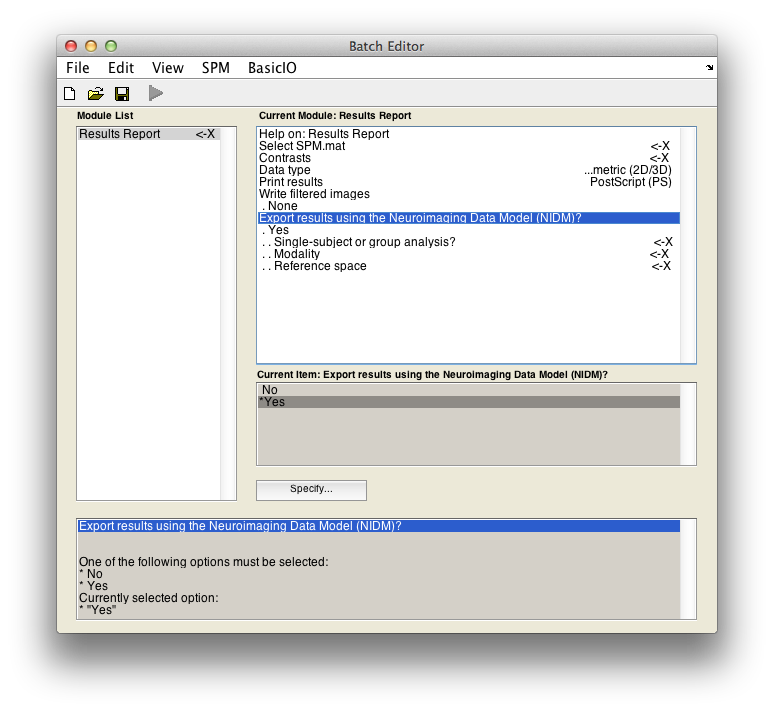 Batch Editor
File Edit View SPM BasicIO
Module List
Results Report <-X
Current Module: Results Report
Help on: Results Report
Select SPM.mat <-X
Contrasts <-X
Data type ...metric (2D/3D)
Print results PostScript (PS)
Write filtered images
. None
Export results using the Neuroimaging Data Model (NIDM)?
. Yes
. . Single-subject or group analysis? <-X
. . Modality <-X
. . Reference space <-X
Current Item: Export results using the Neuroimaging Data Model (NIDM)?
No
*Yes
Specify...
Export results using the Neuroimaging Data Model (NIDM)?
One of the following options must be selected:
* No
* Yes
Currently selected option:
* "Yes"